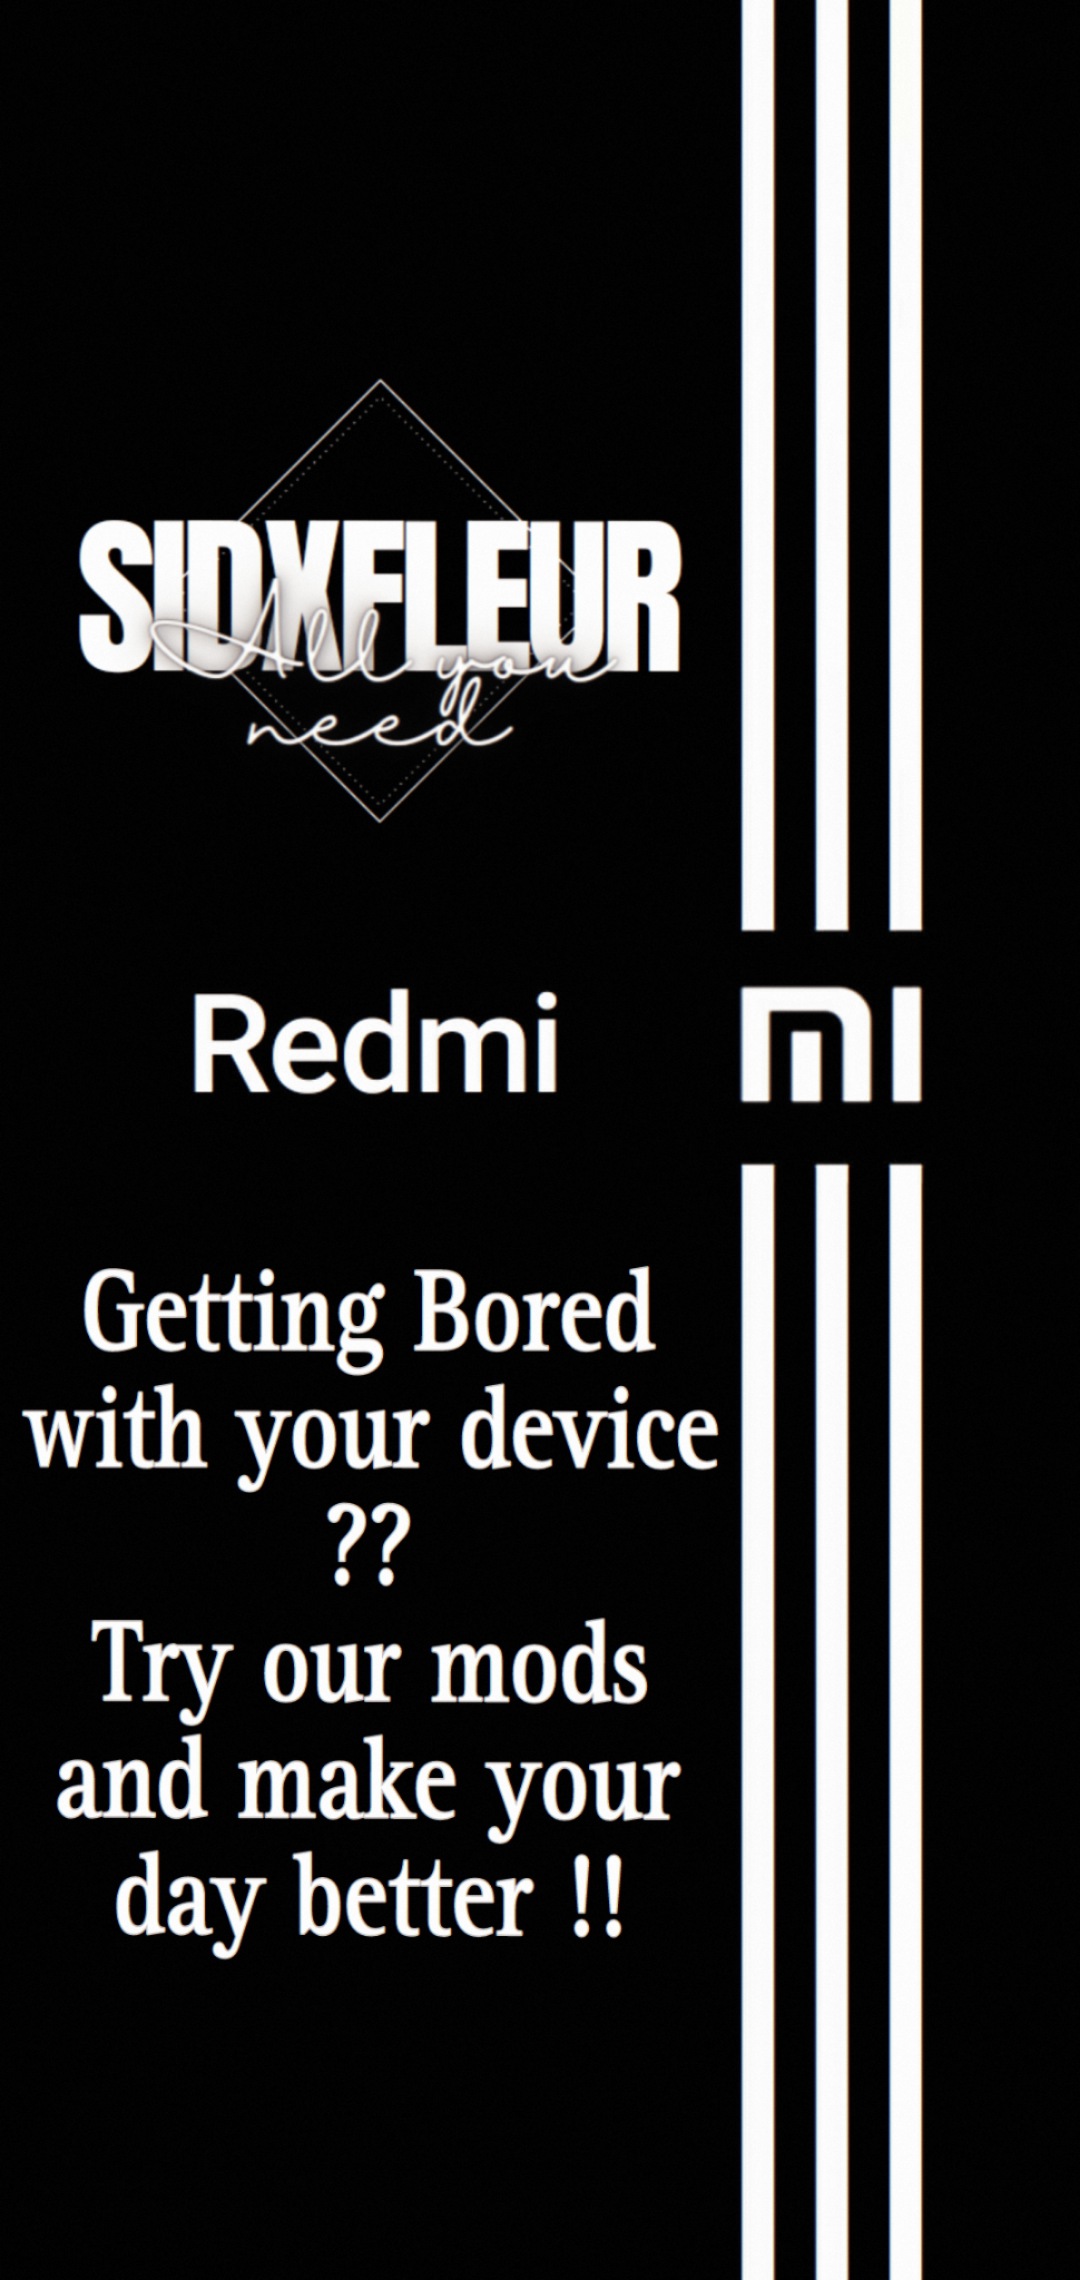 SIDXFLEUR
All you
need
Redmi
mi
Getting Bored
with your device
??
Try our mods
and make your
day better !!